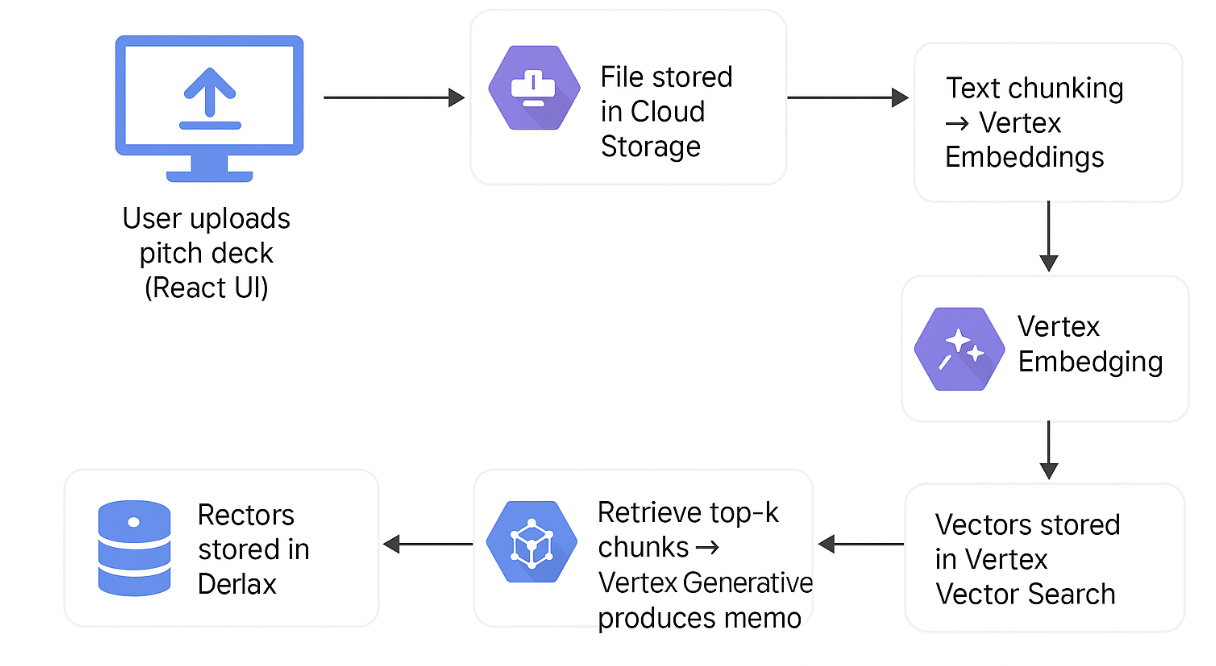 User uploads
pitch deck
(React UI)
File stored
in Cloud
Storage
Text chunking
→ Vertex
Embeddings
Vertex
Embedging
Vectors stored
in Vertex
Vector Search
Retrieve top-k
chunks →
Vertex Generative
produces memo
Rectors
stored in
Derlax